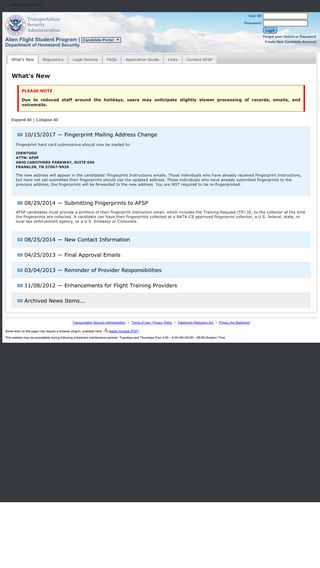 Transportation
Security
Administration
User ID:
Password:
Login
Forgot your Userid or Password
Create New Candidate Account
Alien Flight Student Program | Candidate Portal
Department of Homeland Security
What's New Regulatory Legal Notices FAQs Application Guide Links Contact AFSP
What's New
PLEASE NOTE
Due to reduced staff around the holidays, users may anticipate slightly slower processing of records, emails, and
voicemails.
Expand All | Collapse All
10/15/2017 — Fingerprint Mailing Address Change
Fingerprint hard card submissions should now be mailed to:
IDENTOGO
ATTN: AFSP
6840 CAROTHERS PARKWAY, SUITE 650
FRANKLIN, TN 37067-9929
The new address will appear in the candidates' Fingerprint Instructions emails. Those individuals who have already received Fingerprint Instructions,
but have not yet submitted their fingerprints should use the updated address. Those individuals who have already submitted fingerprints to the
previous address, the fingerprints will be forwarded to the new address. You are NOT required to be re-fingerprinted.
08/29/2014 — Submitting Fingerprints to AFSP
AFSP candidates must provide a printout of their fingerprint instruction email, which includes the Training Request (TR) ID, to the collector at the time
the fingerprints are collected. A candidate can have their fingerprints collected at a NATA-CS approved fingerprint collector, a U.S. federal, state, or
local law enforcement agency, or a U.S. Embassy or Consulate.
08/25/2014 — New Contact Information
04/25/2013 — Final Approval Emails
03/04/2013 — Reminder of Provider Responsibilities
11/08/2012 — Enhancements for Flight Training Providers
Archived News Items...
Transportation Security Administration • Terms of Use / Privacy Policy • Paperwork Reduction Act • Privacy Act Statement
Some links on this page may require a browser plug-in, available here: Adobe Acrobat (PDF)
This website may be unavailable during following scheduled maintenance periods: Tuesdays and Thursdays from 3:00 – 6:00 AM (03:00 – 06:00) Eastern Time.